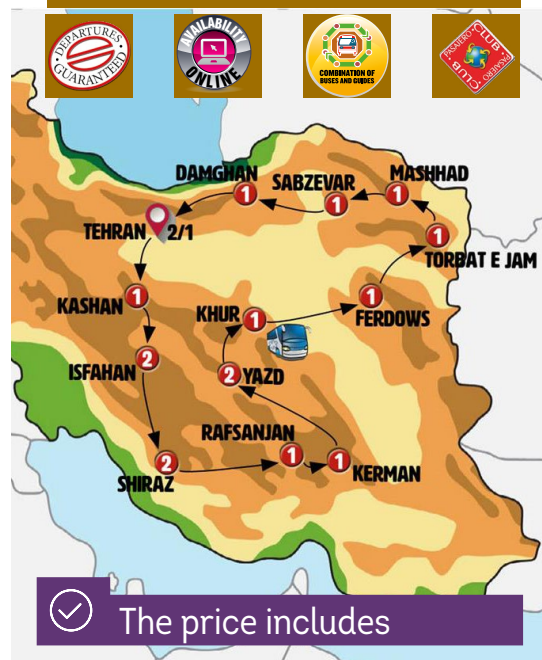 DEPARTURES
GUARANTEED
AVAILABILITY
ONLINE
COMBINATION OF
BUSES AND GUIDES
PASAJERO CLUB
PASAJERO CLUB
DAMGHAN
1
SABZEVAR
1
MASHHAD
1
TEHRAN 2/1
1
TORBAT E JAM
KASHAN 1
KHUR 1
1
FERDOWS
ISFAHAN 2
2 YAZD
RAFSANJAN
1
2
SHIRAZ
1
KERMAN
The price includes